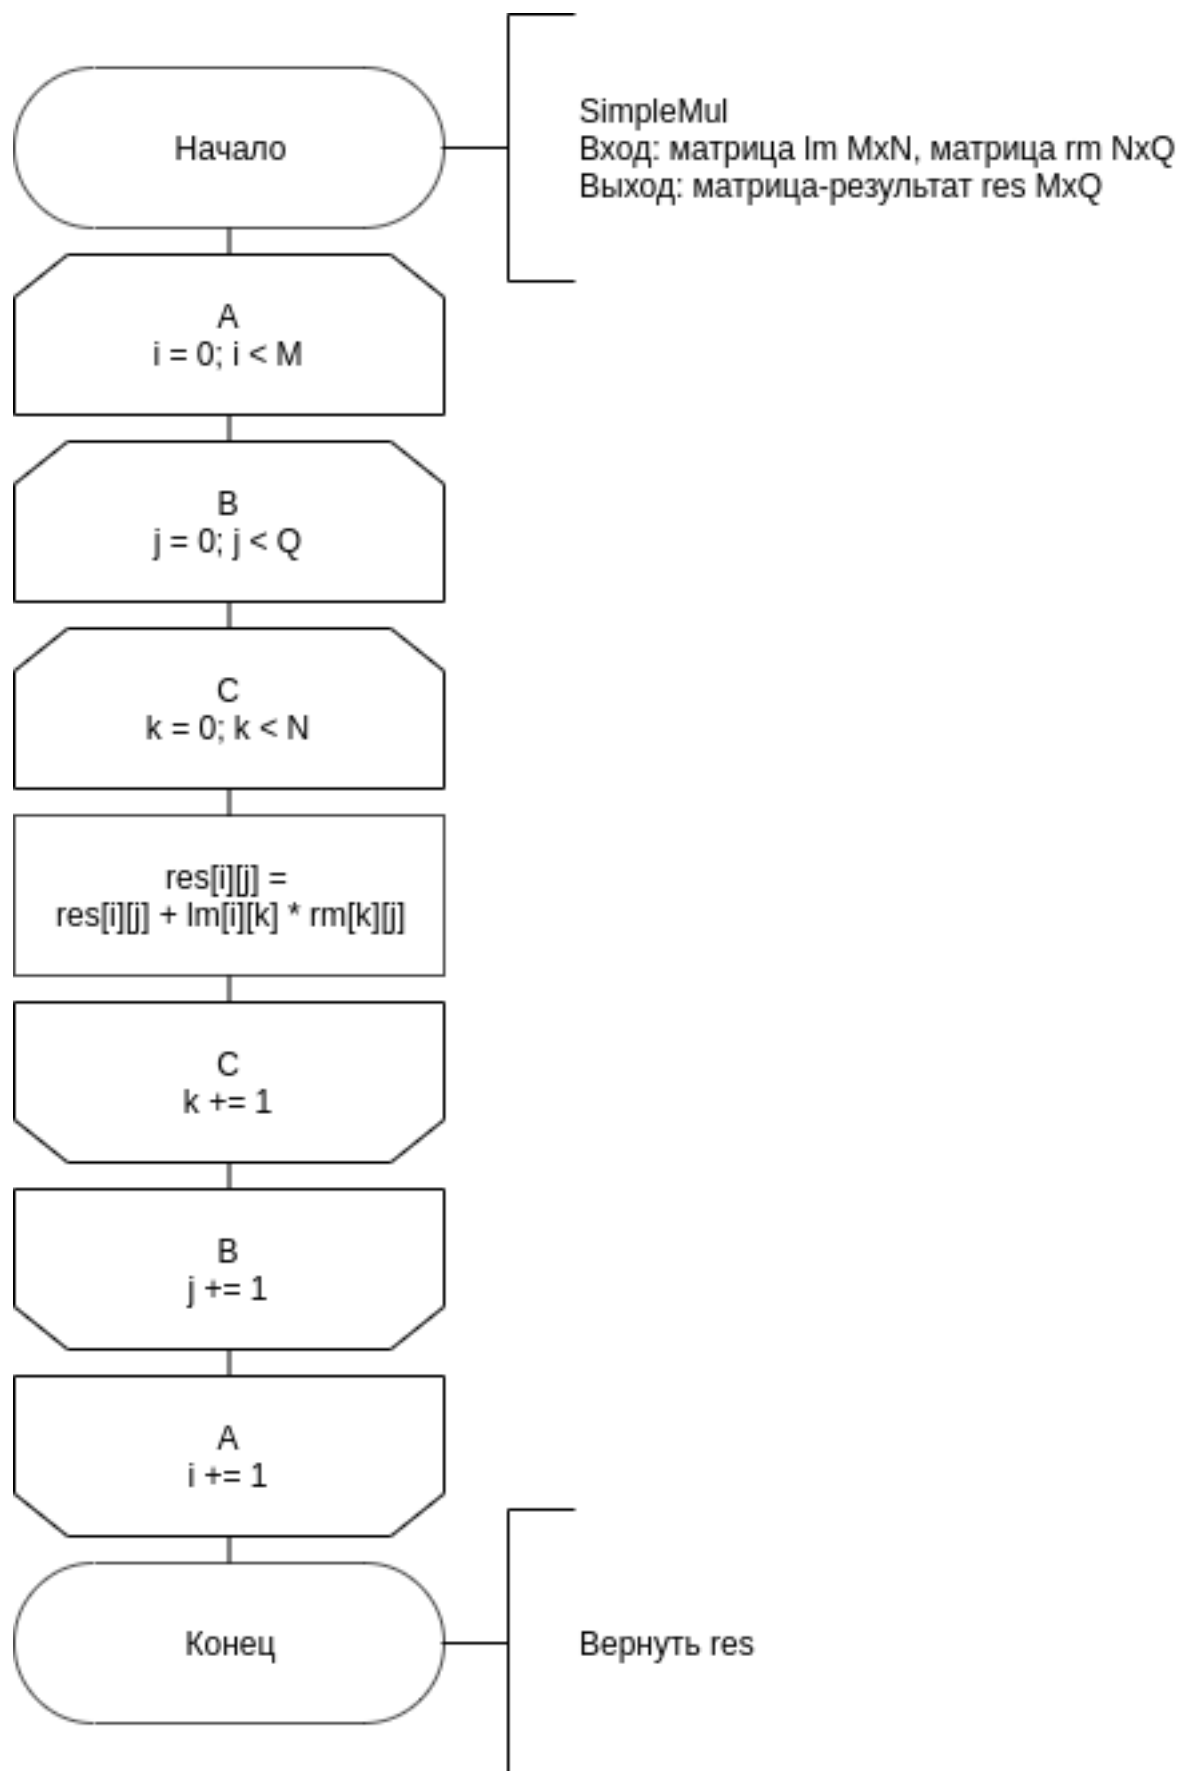 Начало
SimpleMul
Вход: матрица lm MxN, матрица rm NxQ
Выход: матрица-результат res MxQ
A
i = 0; i < M
B
j = 0; j < Q
C
k = 0; k < N
res[i][j] =
res[i][j] + lm[i][k] * rm[k][j]
C
k += 1
B
j += 1
A
i += 1
Конец
Вернуть res